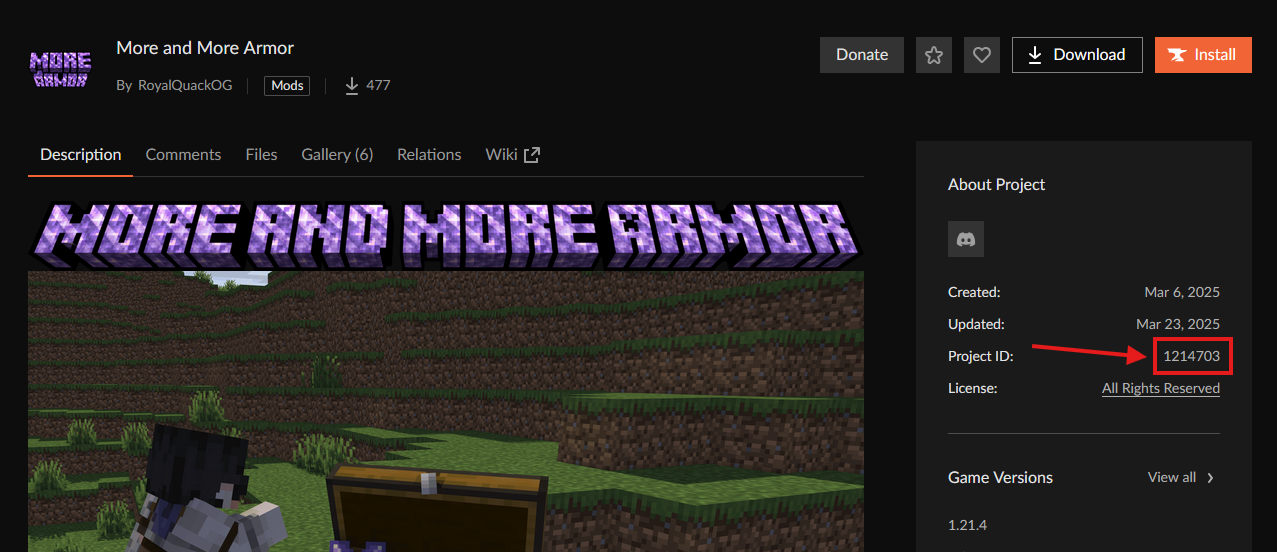 MORE
ARMOR
More and More Armor
By RoyalQuackOG
Mods
477
Donate
Download
Install
Description
Comments
Files
Gallery (6)
Relations
Wiki
MORE AND MORE ARMOR
About Project
Created: Mar 6, 2025
Updated: Mar 23, 2025
Project ID: 1214703
License: All Rights Reserved
Game Versions
View all
1.21.4